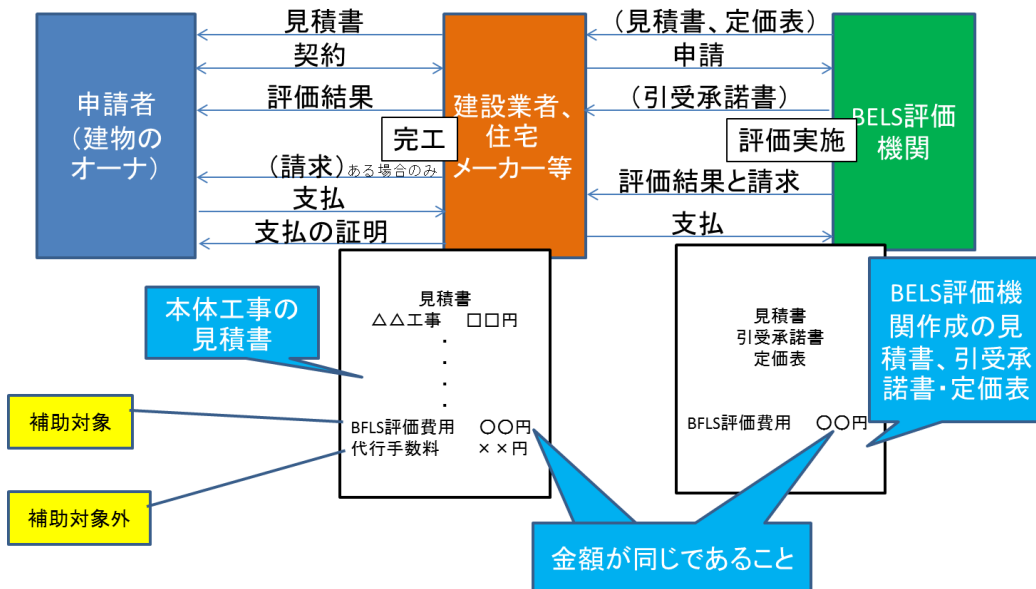 見積書
(見積書、定価表)
契約
申請
申請者
(建物の
オーナ)
評価結果
建設業者、
住宅
メーカー等
(引受承諾書)
BELS評価
機関
完工
評価実施
(請求)ある場合のみ
評価結果と請求
支払
支払の証明
支払
本体工事の
見積書
見積書
△△工事 □□円
・
・
・
・
BFLS評価費用 〇〇円
代行手数料 ××円
見積書
引受承諾書
定価表
BFLS評価費用 〇〇円
BELS評価機
関作成の見
積書、引受承
諾書・定価表
補助対象
補助対象外
金額が同じであること